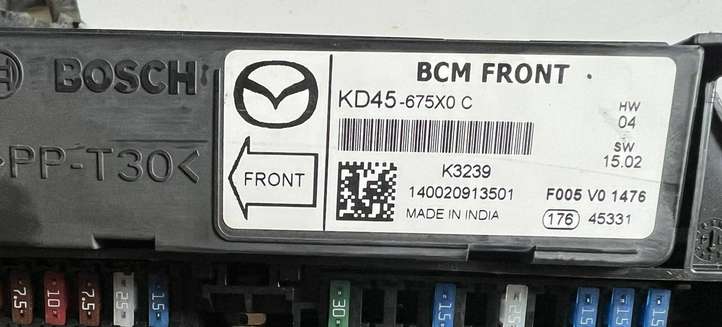 BOSCH
>PP-T30<
BCM FRONT
KD45-675X0 C
HW
04
SW
15.02
K3239
140020913501
F005 V0 1476
MADE IN INDIA
176 45331
FRONT
7.5
10
7.5
25
15
30
15
25
15
15
15